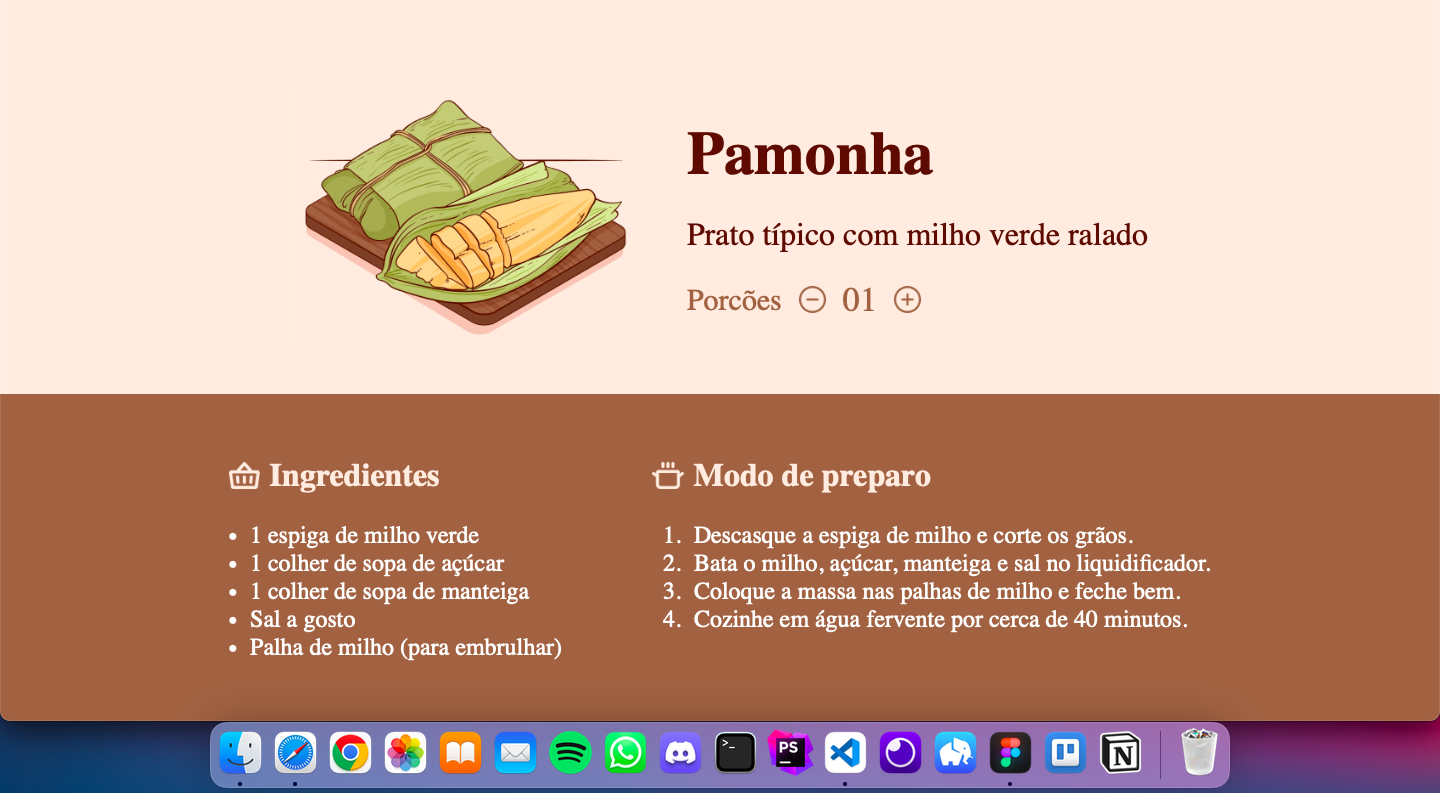 Pamonha
Prato típico com milho verde ralado
Porcões 01
Ingredientes
• 1 espiga de milho verde
• 1 colher de sopa de açúcar
• 1 colher de sopa de manteiga
• Sal a gosto
• Palha de milho (para embrulhar)
Modo de preparo
1. Descasque a espiga de milho e corte os grãos.
2. Bata o milho, açúcar, manteiga e sal no liquidificador.
3. Coloque a massa nas palhas de milho e feche bem.
4. Cozinhe em água fervente por cerca de 40 minutos.
>_
PS
N